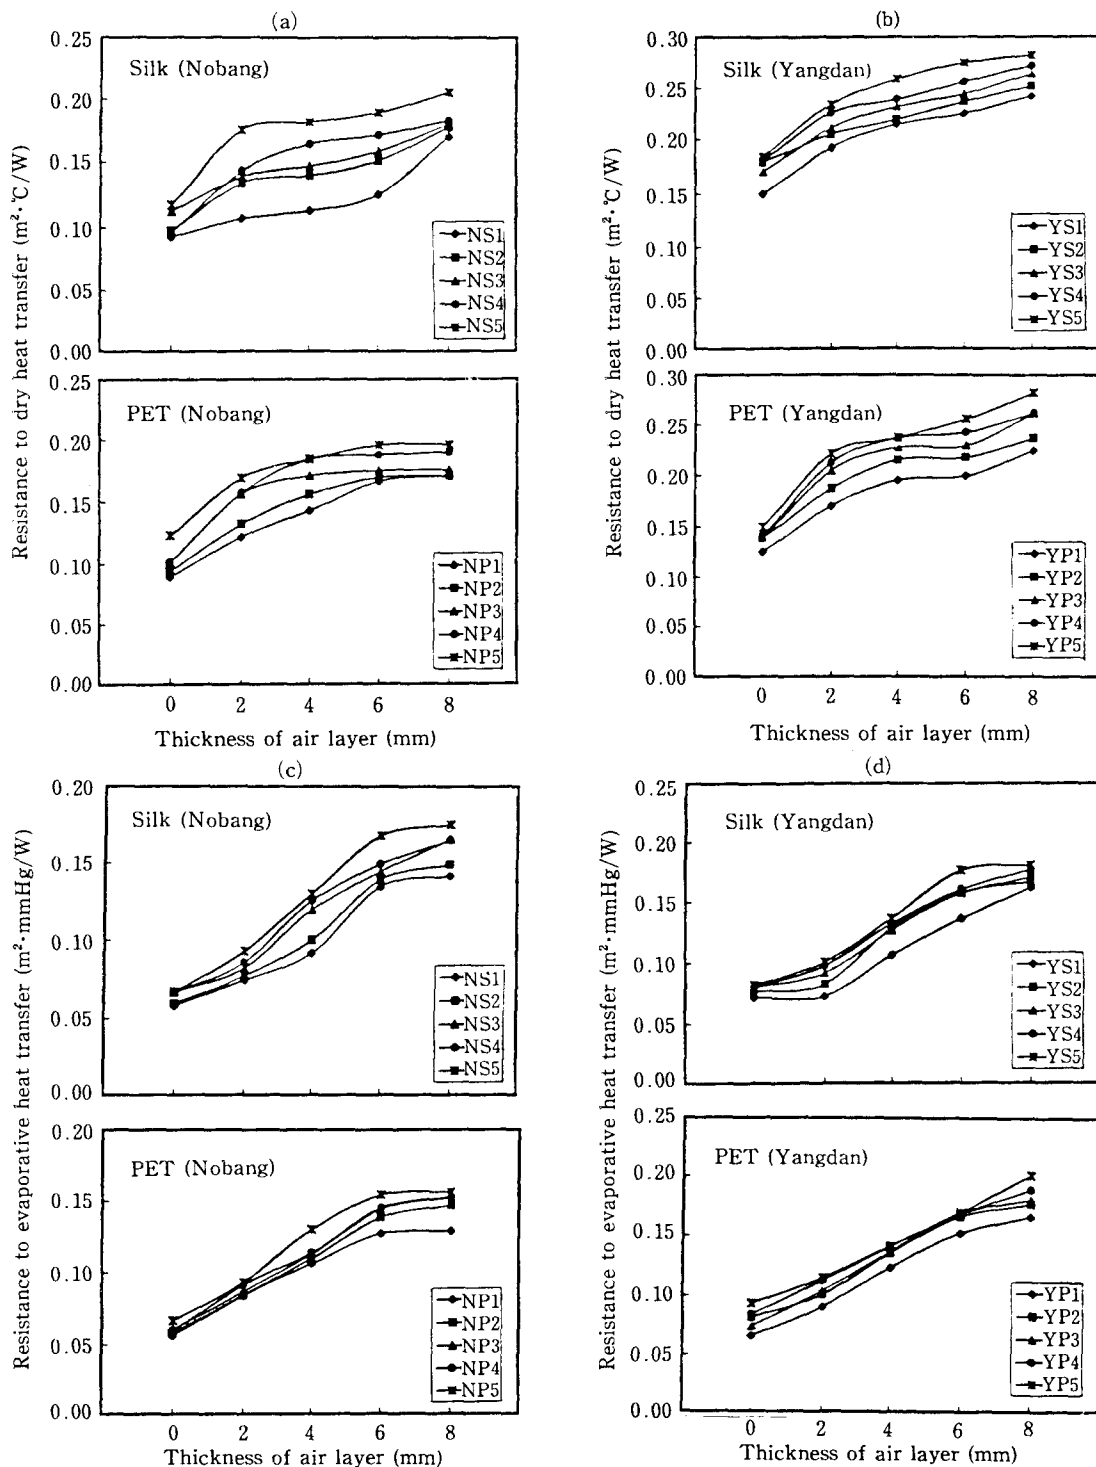 (a)
Resistance to dry heat transfer (m²·℃/W)
0.25
0.20
0.15
0.10
0.05
0.00
Silk (Nobang)
NS1
NS2
NS3
NS4
NS5
0.25
0.20
0.15
0.10
0.05
0.00
PET (Nobang)
NP1
NP2
NP3
NP4
NP5
0 2 4 6 8
Thickness of air layer (mm)
(b)
Resistance to dry heat transfer (m²·℃/W)
0.30
0.25
0.20
0.15
0.10
0.05
0.00
Silk (Yangdan)
YS1
YS2
YS3
YS4
YS5
0.30
0.25
0.20
0.15
0.10
0.05
0.00
PET (Yangdan)
YP1
YP2
YP3
YP4
YP5
0 2 4 6 8
Thickness of air layer (mm)
(c)
Resistance to evaporative heat transfer (m²·mmHg/W)
0.20
0.15
0.10
0.05
0.00
Silk (Nobang)
NS1
NS2
NS3
NS4
NS5
0.20
0.15
0.10
0.05
0.00
PET (Nobang)
NP1
NP2
NP3
NP4
NP5
0 2 4 6 8
Thickness of air layer (mm)
(d)
Resistance to evaporative heat transfer (m²·mmHg/W)
0.25
0.20
0.15
0.10
0.05
0.00
Silk (Yangdan)
YS1
YS2
YS3
YS4
YS5
0.25
0.20
0.15
0.10
0.05
0.00
PET (Yangdan)
YP1
YP2
YP3
YP4
YP5
0 2 4 6 8
Thickness of air layer (mm)